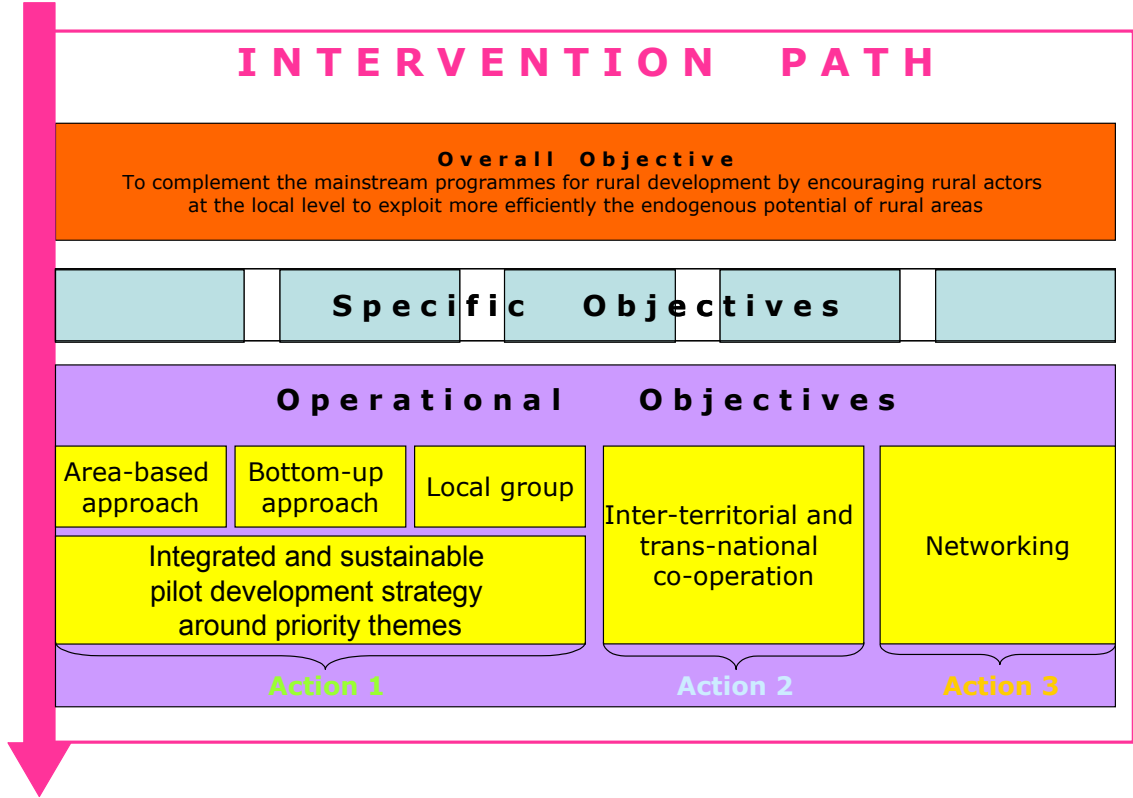 INTERVENTION PATH
Overall Objective
To complement the mainstream programmes for rural development by encouraging rural actors
at the local level to exploit more efficiently the endogenous potential of rural areas
Specific Objectives
Operational Objectives
Area-based
approach
Bottom-up
approach
Local group
Integrated and sustainable
pilot development strategy
around priority themes
Inter-territorial and
trans-national
co-operation
Networking
Action 1
Action 2
Action 3